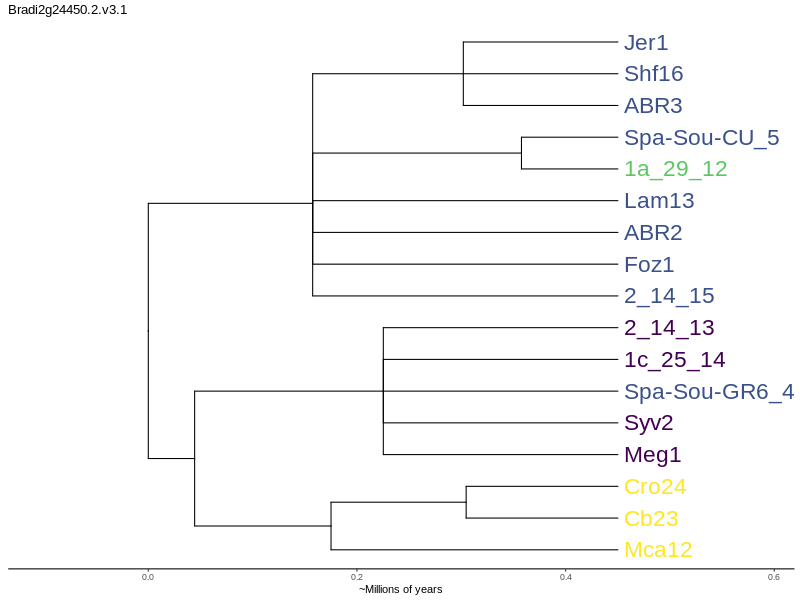 Bradi2g24450.2.v3.1
Jer1
Shf16
ABR3
Spa-Sou-CU_5
1a_29_12
Lam13
ABR2
Foz1
2_14_15
2_14_13
1c_25_14
Spa-Sou-GR6_4
Syv2
Meg1
Cro24
Cb23
Mca12
0.0 0.2 0.4 0.6
~Millions of years